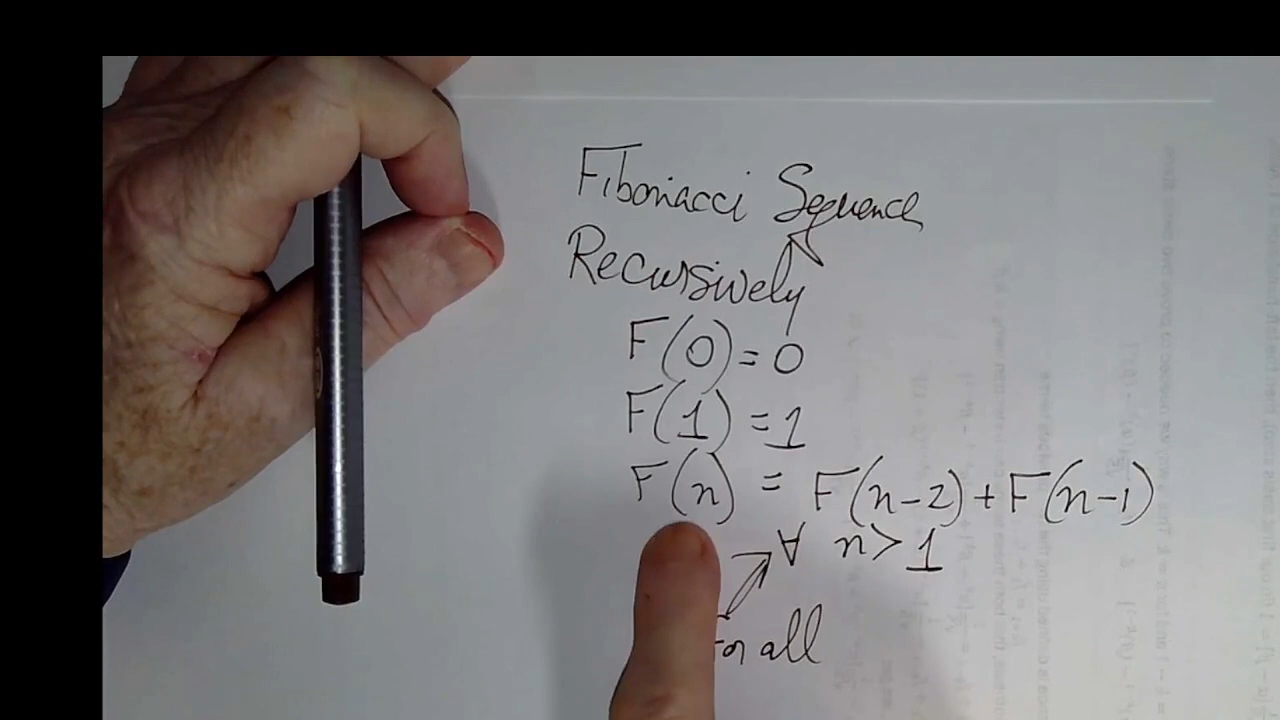 Fibonacci Sequence
Recursively
F(0) = 0
F(1) = 1
F(n) = F(n-2) + F(n-1)
∀ n > 1
For all